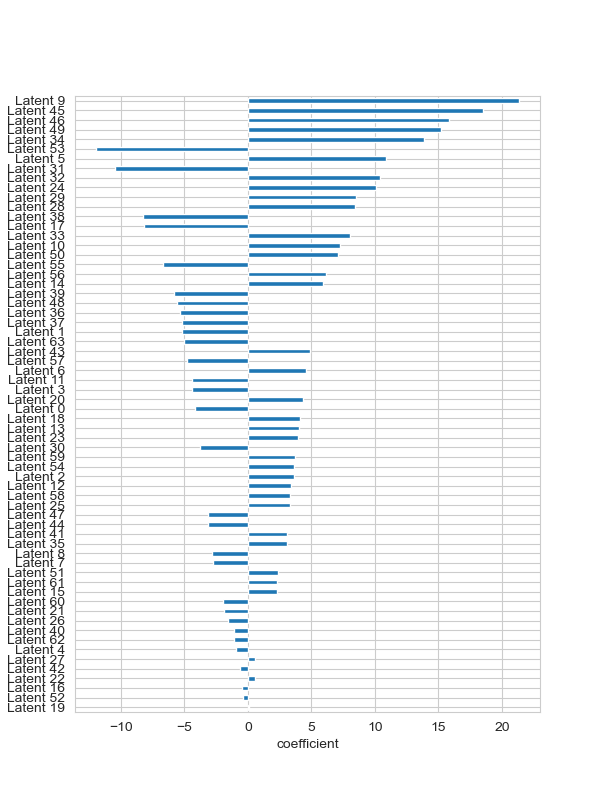 Latent 9
Latent 45
Latent 46
Latent 49
Latent 34
Latent 53
Latent 5
Latent 31
Latent 32
Latent 24
Latent 29
Latent 28
Latent 38
Latent 17
Latent 33
Latent 10
Latent 50
Latent 55
Latent 56
Latent 14
Latent 39
Latent 48
Latent 36
Latent 37
Latent 1
Latent 63
Latent 43
Latent 57
Latent 6
Latent 11
Latent 3
Latent 20
Latent 0
Latent 18
Latent 13
Latent 23
Latent 30
Latent 59
Latent 54
Latent 2
Latent 12
Latent 58
Latent 25
Latent 47
Latent 44
Latent 41
Latent 35
Latent 8
Latent 7
Latent 51
Latent 61
Latent 15
Latent 60
Latent 21
Latent 26
Latent 40
Latent 62
Latent 4
Latent 27
Latent 42
Latent 22
Latent 16
Latent 52
Latent 19
−10 −5 0 5 10 15 20
coefficient